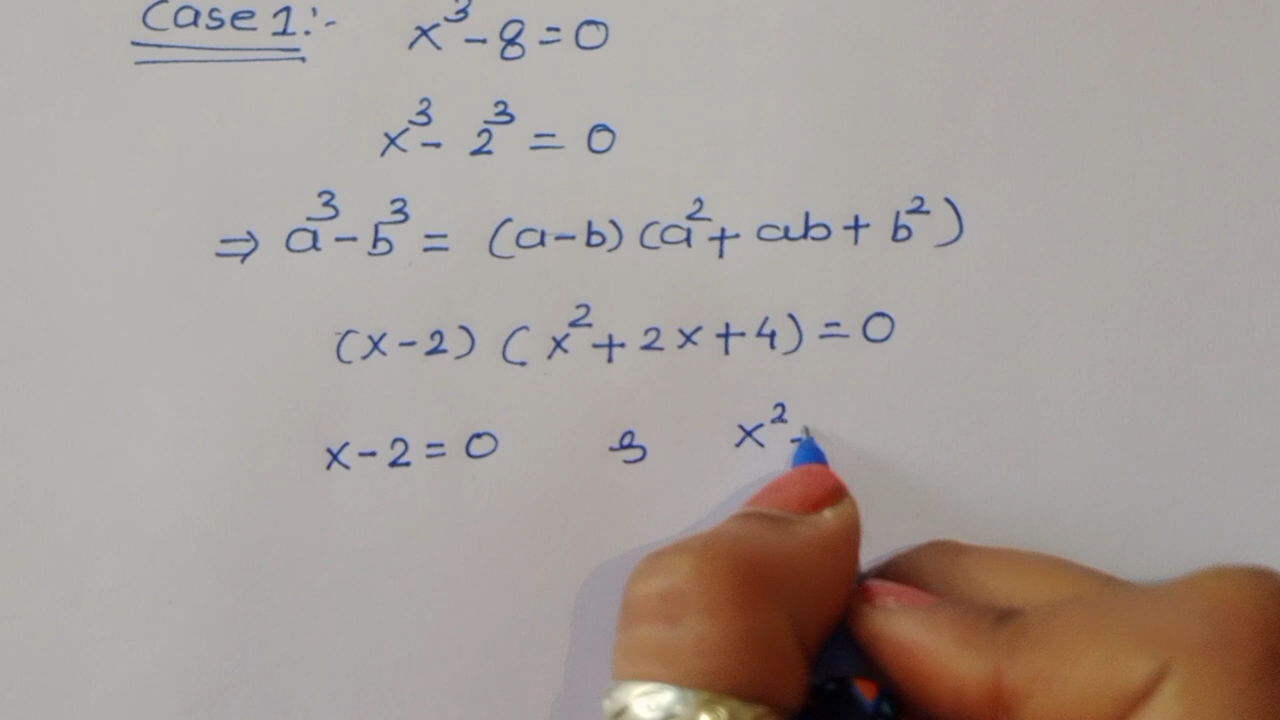 Case 1:- x³-8=0
x³- 2³ = 0
⇒ a³-b³= (a-b)(a²+ab+b²)
(x-2)(x²+2x+4)=0
x-2=0 & x²-